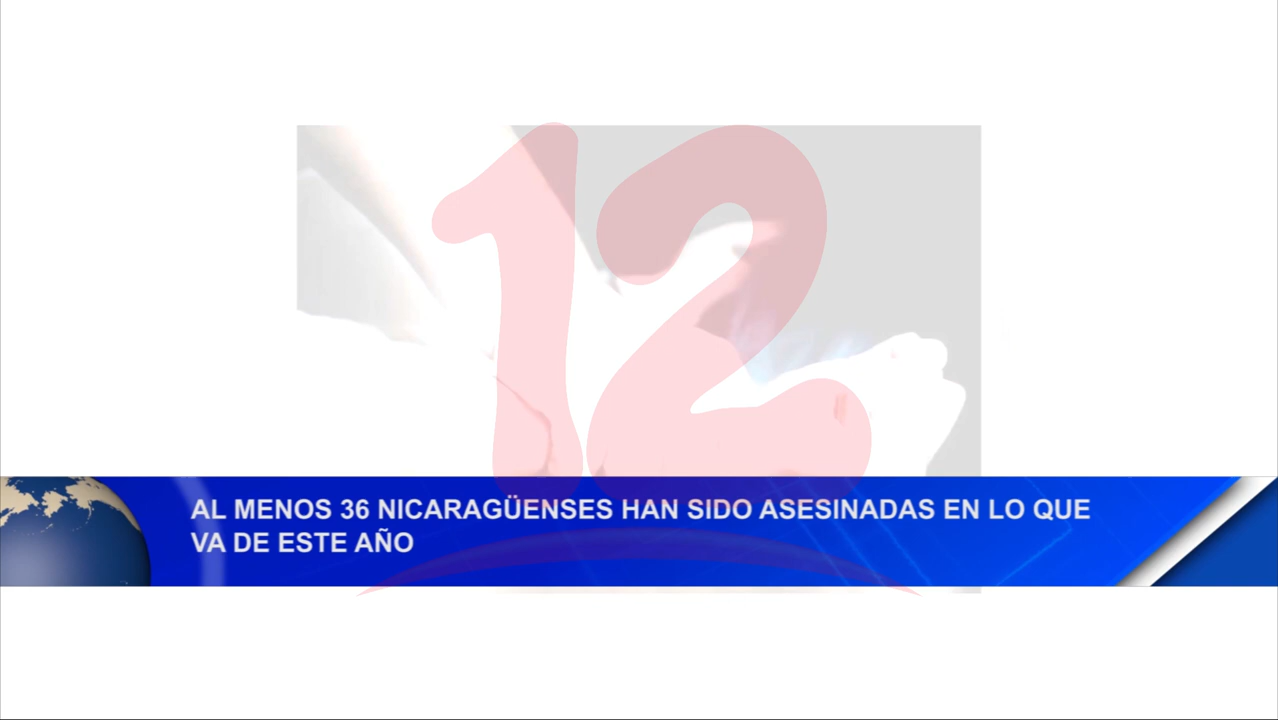 12
AL MENOS 36 NICARAGÜENSES HAN SIDO ASESINADAS EN LO QUE
VA DE ESTE AÑO